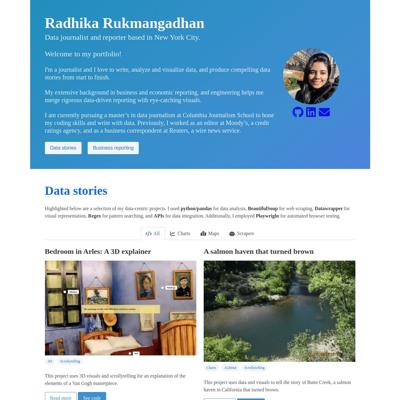 Radhika Rukmangadhan
Data journalist and reporter based in New York City.
Welcome to my portfolio!
I'm a journalist and I love to write, analyze and visualize data, and produce compelling data
stories from start to finish.
My extensive background in business and economic reporting, and engineering helps me
merge rigorous data-driven reporting with eye-catching visuals.
I am currently pursuing a master's in data journalism at Columbia Journalism School to hone
my coding skills and write with data. Previously, I worked as an editor at Moody's, a credit
ratings agency, and as a business correspondent at Reuters, a wire news service.
Data stories
Business reporting
Data stories
Highlighted below are a selection of my data-centric projects. I used python/pandas for data analysis, BeautifulSoup for web scraping, Datawrapper for
visual representation, Regex for pattern searching, and APIs for data integration. Additionally, I employed Playwright for automated browser testing.
All
Charts
Maps
Scrapers
Bedroom in Arles: A 3D explainer
A salmon haven that turned brown
3D
Scrollytelling
Charts
AI2html
Scrollytelling
This project uses 3D visuals and scrollytelling for an explanation of the
elements of a Van Gogh masterpiece.
This project uses data and visuals to tell the story of Butte Creek, a salmon
haven in California that turned brown.
Read more
See code